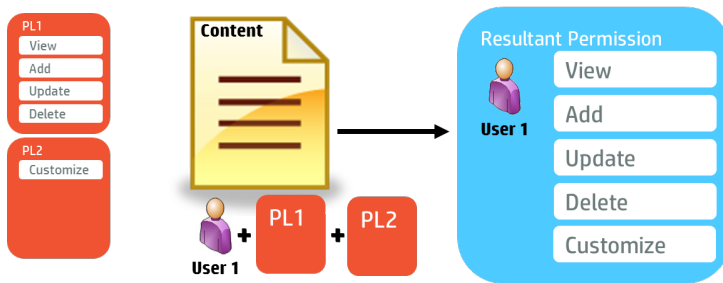 PL1
View
Add
Update
Delete
PL2
Customize
Content
User 1
+
PL1
+
PL2
Resultant Permission
User 1
View
Add
Update
Delete
Customize